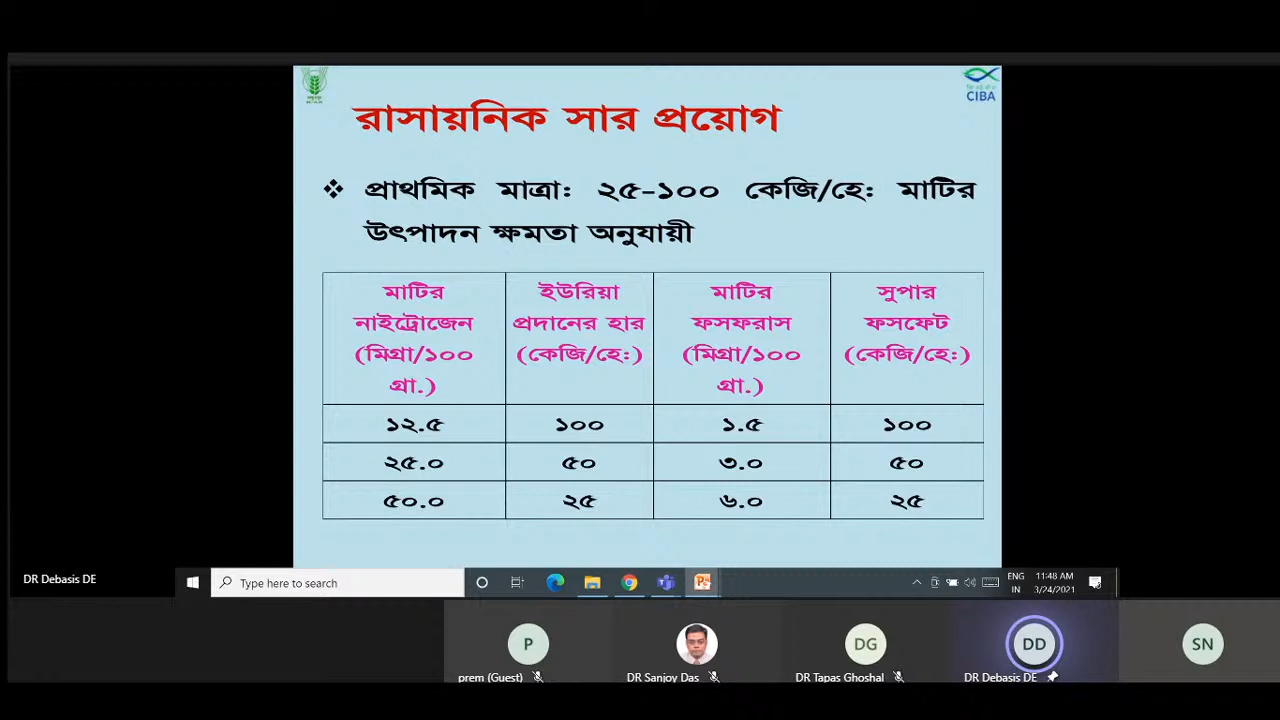 CIBA
রাসায়নিক সার প্রয়োগ
❖ প্রাথমিক মাত্রা: ২৫-১০০ কেজি/হে: মাটির
উৎপাদন ক্ষমতা অনুযায়ী
মাটির নাইট্রোজেন (মিগ্রা/১০০ গ্রা.) ইউরিয়া প্রদানের হার (কেজি/হে:) মাটির ফসফরাস (মিগ্রা/১০০ গ্রা.) সুপার ফসফেট (কেজি/হে:)
১২.৫ ১০০ ১.৫ ১০০
২৫.০ ৫০ ৩.০ ৫০
৫০.০ ২৫ ৬.০ ২৫
DR Debasis DE
Type here to search
ENG 11:48 AM
IN 3/24/2021
P DG DD SN
prem (Guest) DR Sanjoy Das DR Tapas Ghoshal DR Debasis DE